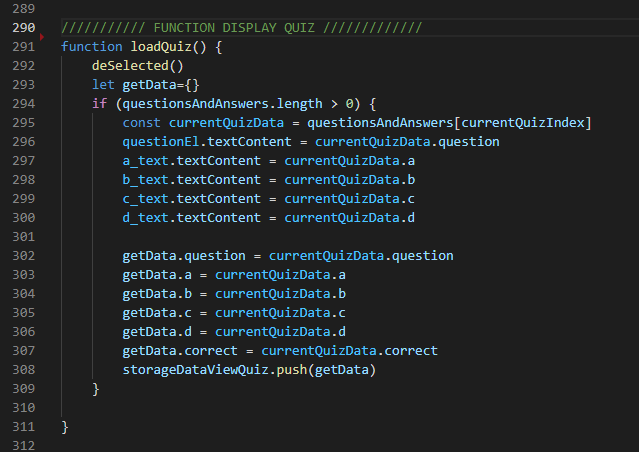 289
290 /////////// FUNCTION DISPLAY QUIZ /////////////
291 function loadQuiz() {
292     deSelected()
293     let getData={}
294     if (questionsAndAnswers.length > 0) {
295         const currentQuizData = questionsAndAnswers[currentQuizIndex]
296         questionEl.textContent = currentQuizData.question
297         a_text.textContent = currentQuizData.a
298         b_text.textContent = currentQuizData.b
299         c_text.textContent = currentQuizData.c
300         d_text.textContent = currentQuizData.d
301
302         getData.question = currentQuizData.question
303         getData.a = currentQuizData.a
304         getData.b = currentQuizData.b
305         getData.c = currentQuizData.c
306         getData.d = currentQuizData.d
307         getData.correct = currentQuizData.correct
308         storageDataViewQuiz.push(getData)
309     }
310
311 }
312